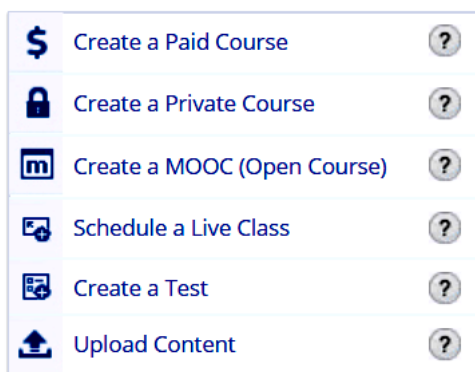 $ Create a Paid Course ?
Create a Private Course ?
m Create a MOOC (Open Course) ?
Schedule a Live Class ?
Create a Test ?
Upload Content ?